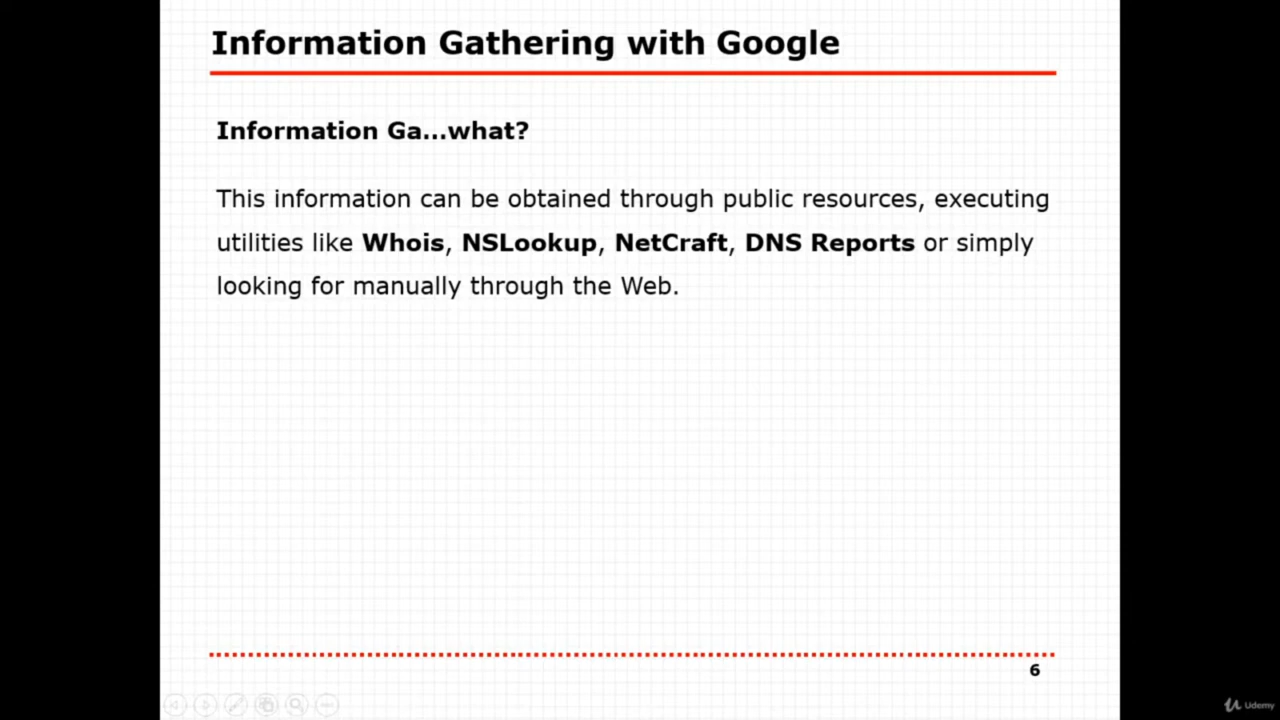 Information Gathering with Google
Information Ga...what?
This information can be obtained through public resources, executing
utilities like Whois, NSLookup, NetCraft, DNS Reports or simply
looking for manually through the Web.
6
Udemy